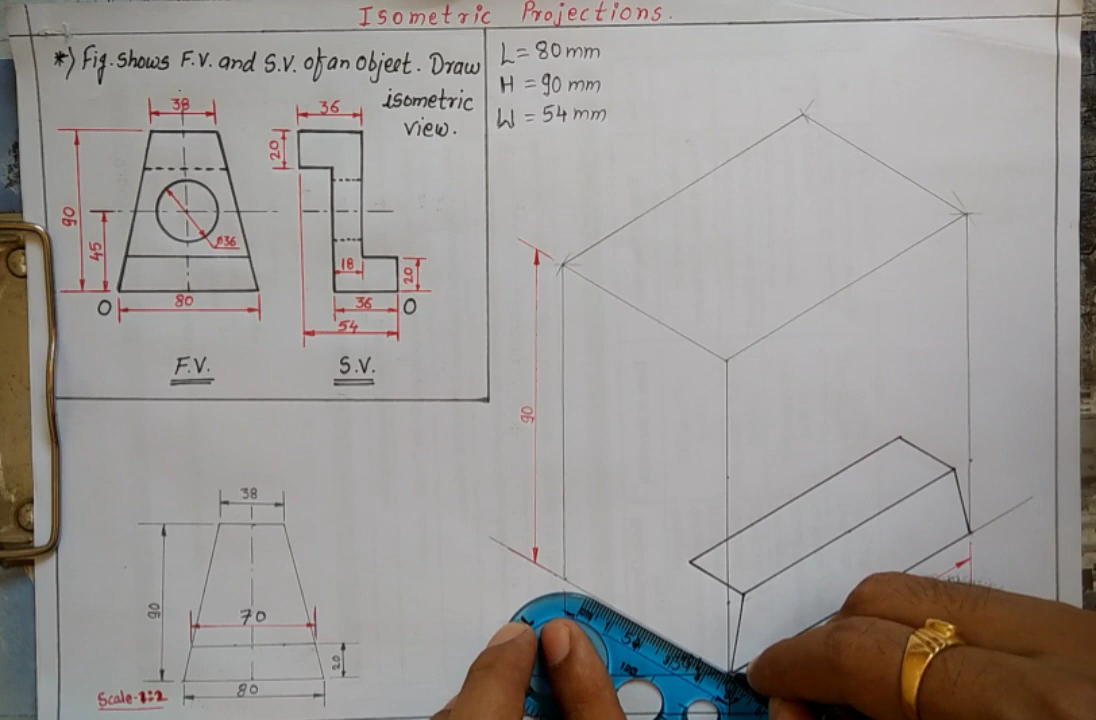 Isometric Projections.
*) Fig. shows F.V. and S.V. of an object. Draw
isometric
view.
L = 80 mm
H = 90 mm
W = 54 mm
38
36
20
90
45
ø36
18
20
O
80
36
O
54
F.V.
S.V.
90
38
90
70
20
80
Scale-1:2